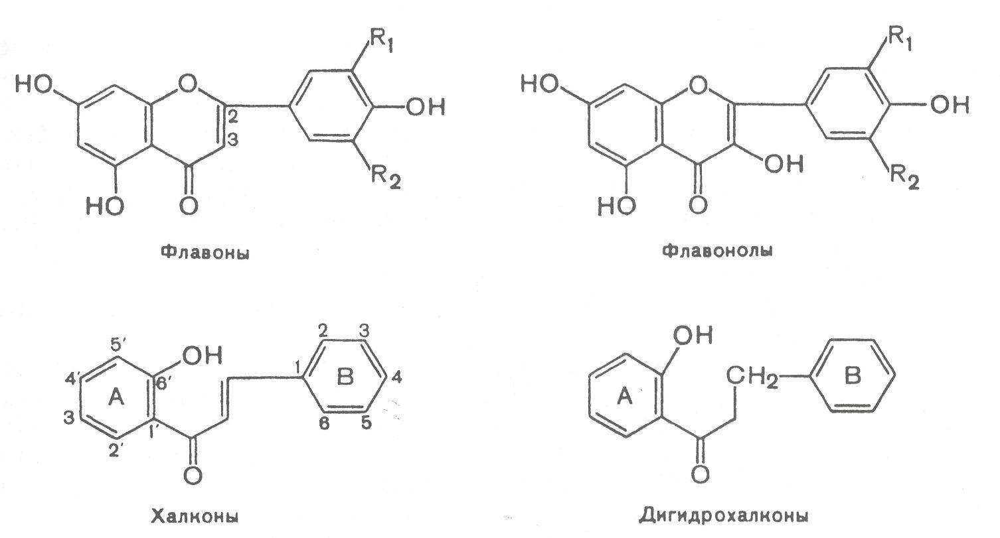 R1
HO
O
OH
2
3
R2
HO
O
Флавоны
R1
HO
O
OH
OH
R2
HO
O
Флавонолы
2
3
5'
OH
1
B
4
4'
6'
A
3
1'
6
5
2'
O
Халконы
OH
CH2
B
A
O
Дигидрохалконы